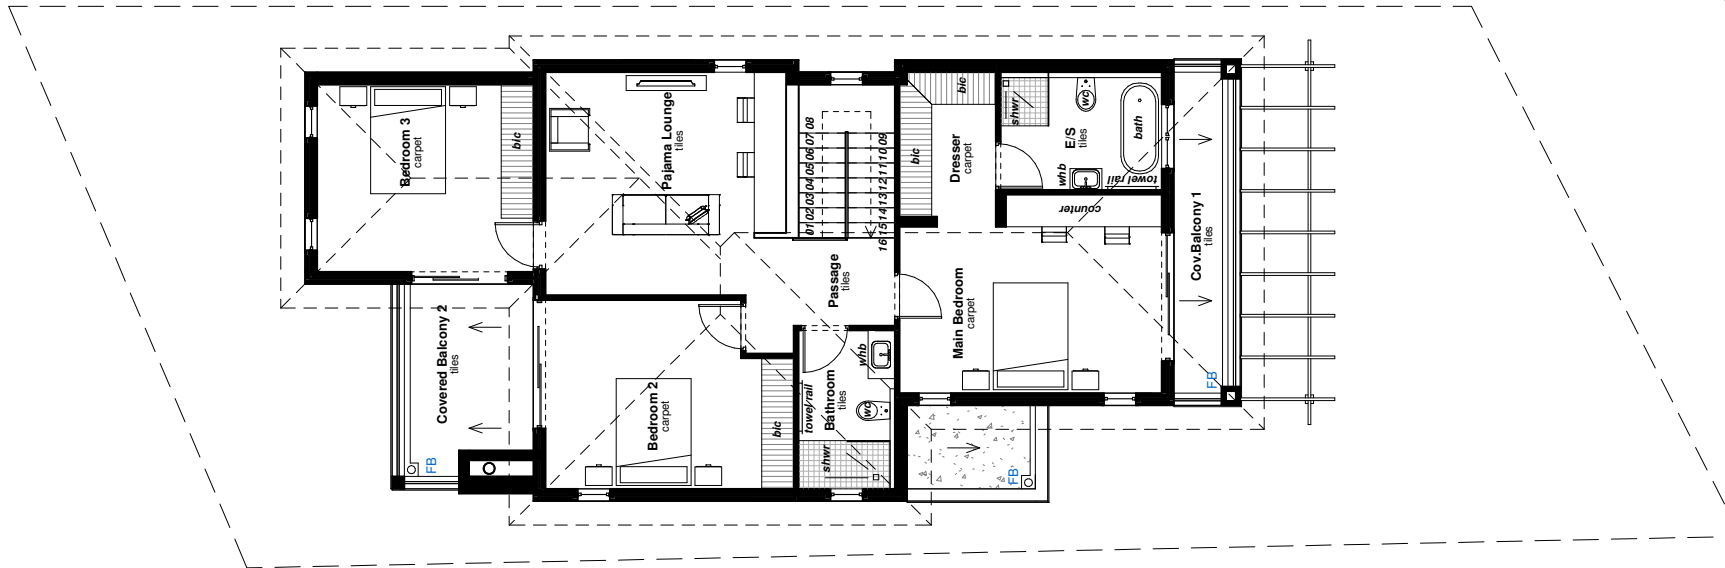 Bedroom 3
carpet
bic
Pajama Lounge
tiles
01 02 03 04 05 06 07 08
16 15 14 13 12 11 10 09
bic
bic
Dresser
carpet
shwr
wc
E/S
tiles
bath
whb
towel rail
counter
Cov.Balcony 1
tiles
FB
Covered Balcony 2
tiles
FB
Passage
tiles
Main Bedroom
carpet
Bedroom 2
carpet
bic
towel rail
Bathroom
tiles
whb
wc
shwr
FB